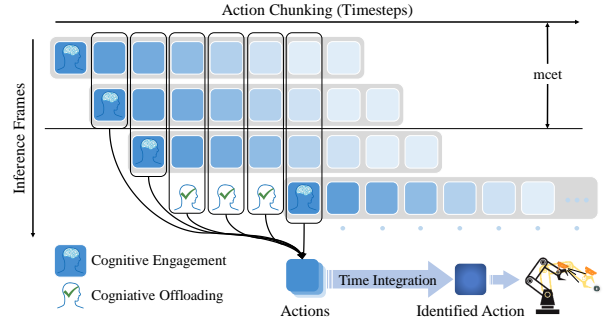 Action Chunking (Timesteps)
Inference Frames
mcet
Cognitive Engagement
Cogniative Offloading
Time Integration
Actions
Identified Action